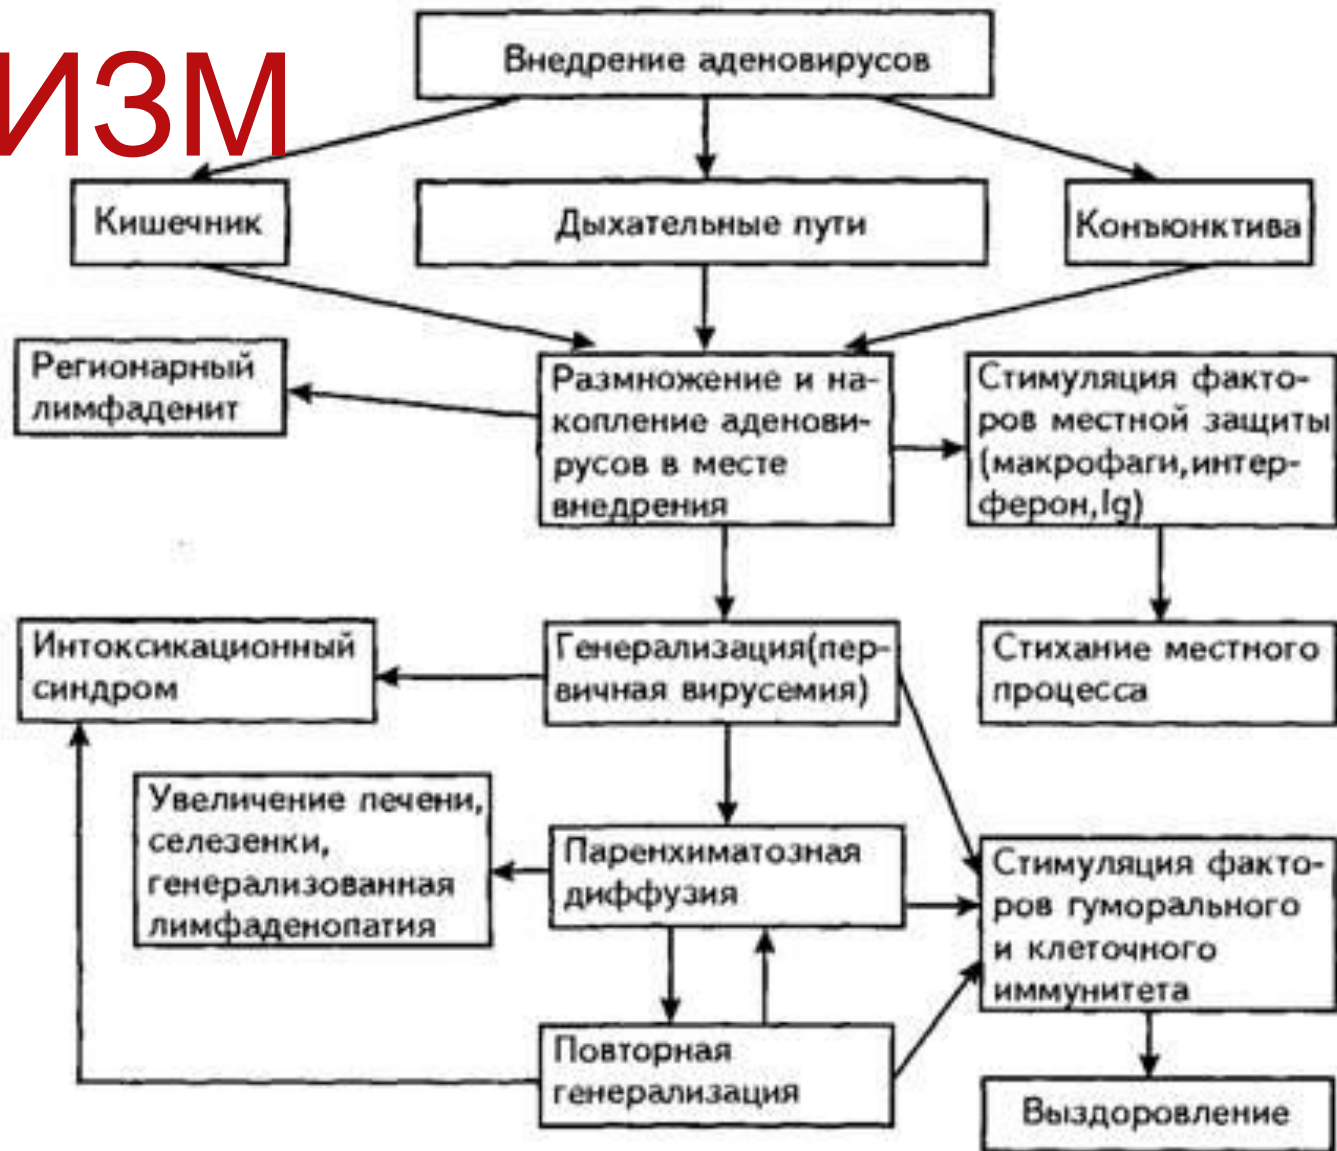 ИЗМ
Внедрение аденовирусов
Кишечник
Дыхательные пути
Конъюнктива
Регионарный
лимфаденит
Размножение и на-
копление аденови-
русов в месте
внедрения
Стимуляция факто-
ров местной защиты
(макрофаги,интер-
ферон,Ig)
Интоксикационный
синдром
Генерализация(пер-
вичная вирусемия)
Стихание местного
процесса
Увеличение печени,
селезенки,
генерализованная
лимфаденопатия
Паренхиматозная
диффузия
Стимуляция факто-
ров гуморального
и клеточного
иммунитета
Повторная
генерализация
Выздоровление